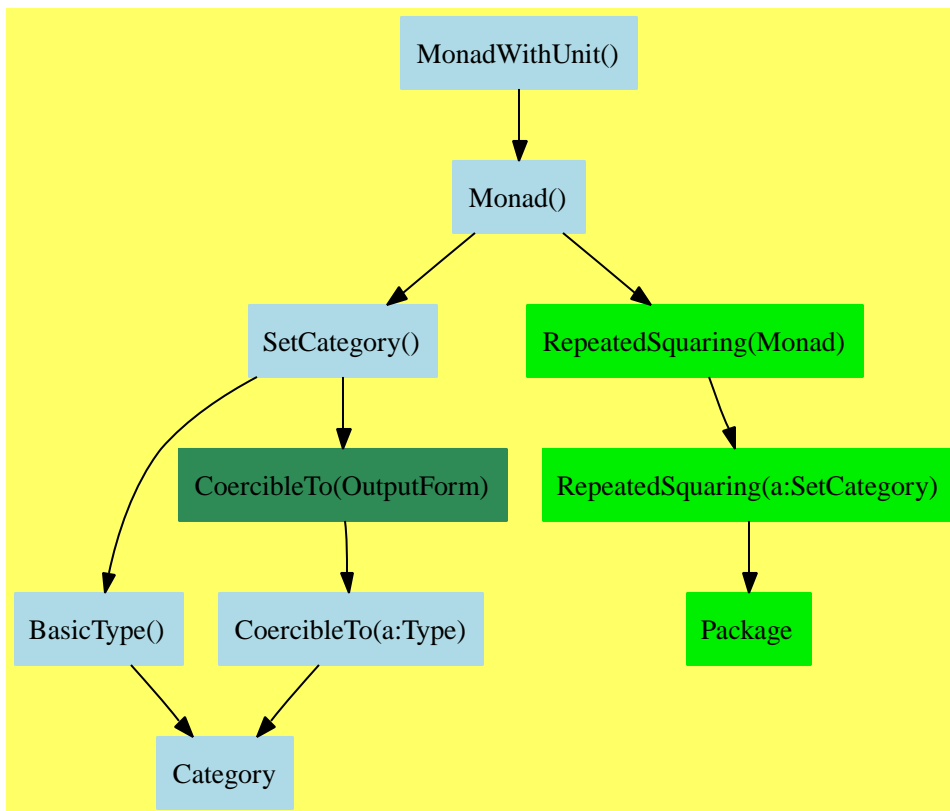 MonadWithUnit()
Monad()
SetCategory()
RepeatedSquaring(Monad)
CoercibleTo(OutputForm)
RepeatedSquaring(a:SetCategory)
BasicType()
CoercibleTo(a:Type)
Package
Category